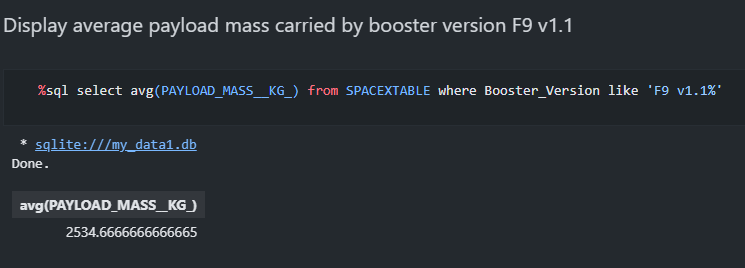 Display average payload mass carried by booster version F9 v1.1
%sql select avg(PAYLOAD_MASS__KG_) from SPACEXTABLE where Booster_Version like 'F9 v1.1%'
* sqlite:///my_data1.db
Done.
avg(PAYLOAD_MASS__KG_)
2534.6666666666665